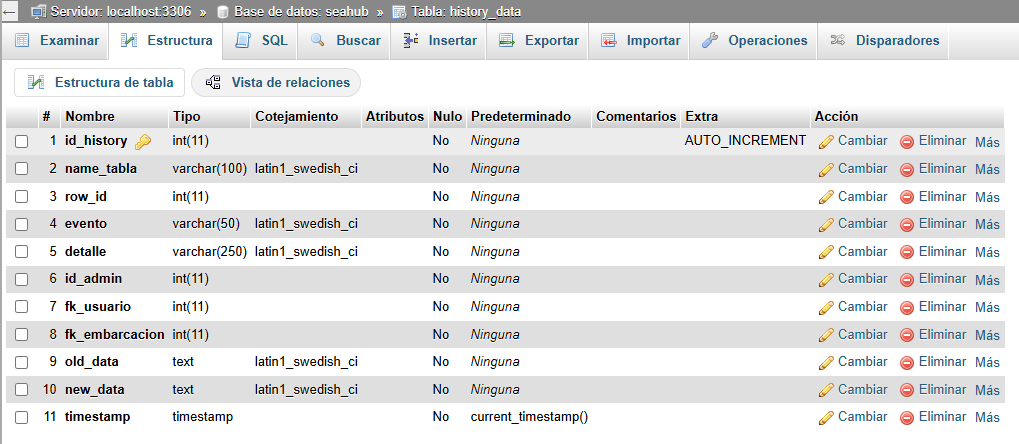 Servidor: localhost:3306 » Base de datos: seahub » Tabla: history_data
Examinar Estructura SQL Buscar Insertar Exportar Importar Operaciones Disparadores
Estructura de tabla Vista de relaciones
# Nombre Tipo Cotejamiento Atributos Nulo Predeterminado Comentarios Extra Acción
1 id_history int(11) No Ninguna AUTO_INCREMENT Cambiar Eliminar Más
2 name_tabla varchar(100) latin1_swedish_ci No Ninguna Cambiar Eliminar Más
3 row_id int(11) No Ninguna Cambiar Eliminar Más
4 evento varchar(50) latin1_swedish_ci No Ninguna Cambiar Eliminar Más
5 detalle varchar(250) latin1_swedish_ci No Ninguna Cambiar Eliminar Más
6 id_admin int(11) No Ninguna Cambiar Eliminar Más
7 fk_usuario int(11) No Ninguna Cambiar Eliminar Más
8 fk_embarcacion int(11) No Ninguna Cambiar Eliminar Más
9 old_data text latin1_swedish_ci No Ninguna Cambiar Eliminar Más
10 new_data text latin1_swedish_ci No Ninguna Cambiar Eliminar Más
11 timestamp timestamp No current_timestamp() Cambiar Eliminar Más